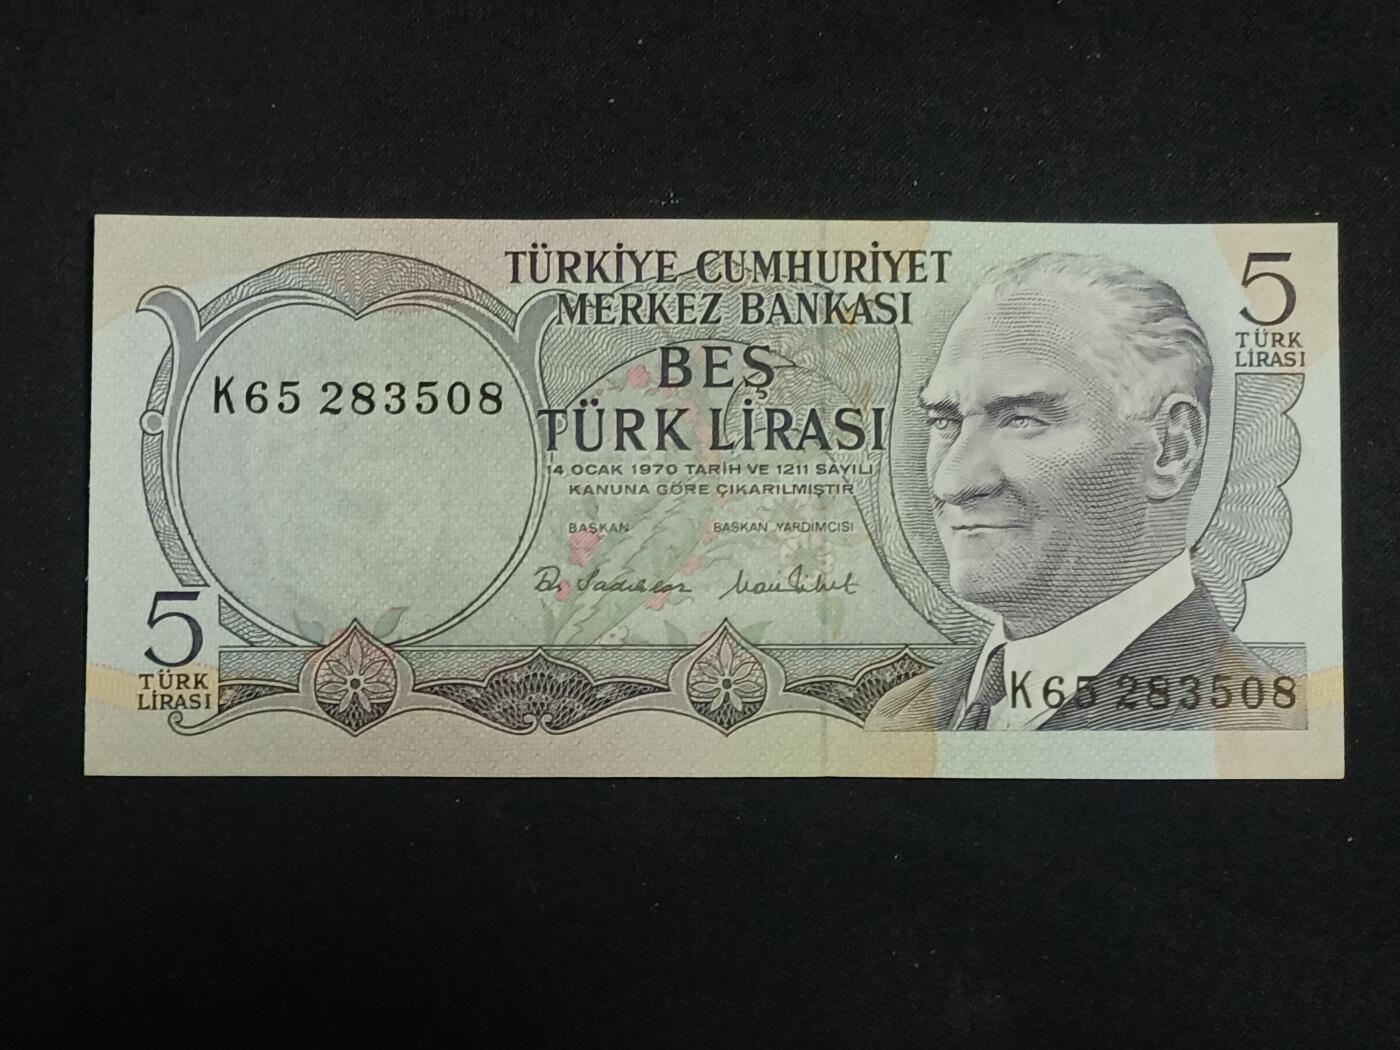 TÜRKİYE CUMHURİYET
MERKEZ BANKASI
5
TÜRK
LİRASI
BEŞ
TÜRK LİRASI
K65 283508
14 OCAK 1970 TARİH VE 1211 SAYILI
KANUNA GÖRE ÇIKARILMIŞTIR
BAŞKAN
BAŞKAN YARDIMCISI
5
TÜRK
LİRASI
K65 283508